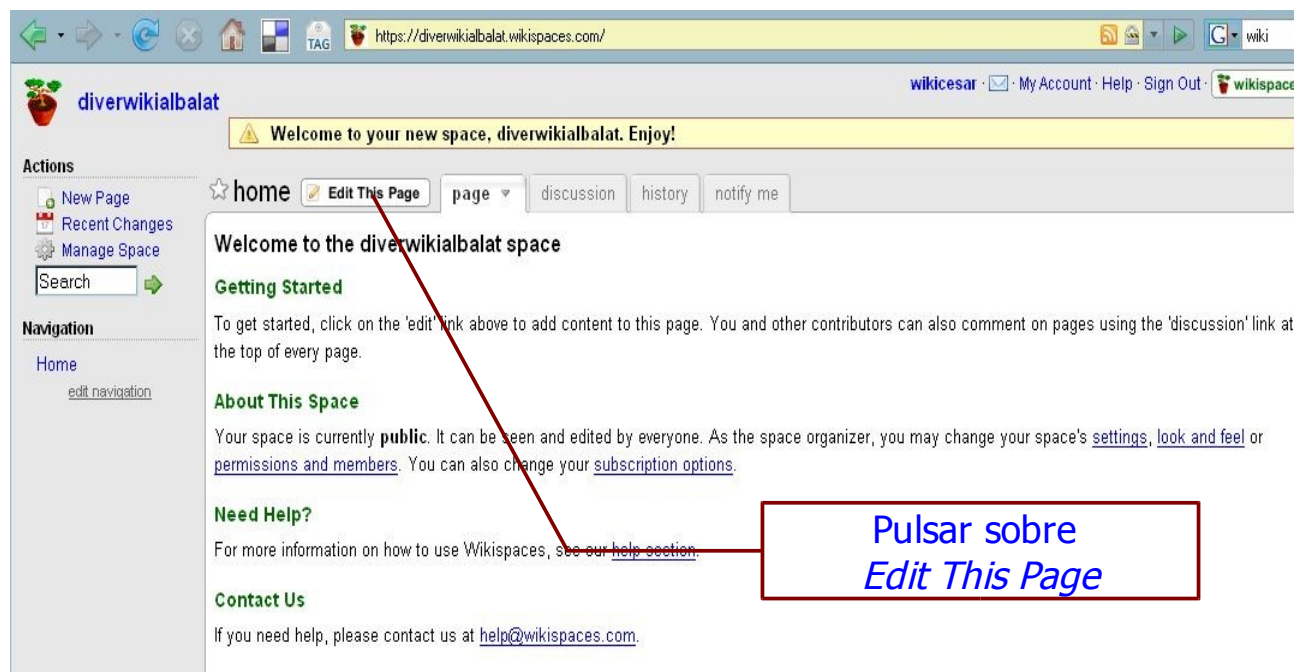 TAG
https://diverwikialbalat.wikispaces.com/
G
wiki
diverwikialbalat
wikicesar · My Account · Help · Sign Out · wikispace
Welcome to your new space, diverwikialbalat. Enjoy!
Actions
New Page
17 Recent Changes
Manage Space
Search
Navigation
Home
edit navigation
home Edit This Page page discussion history notify me
Welcome to the diverwikialbalat space
Getting Started
To get started, click on the 'edit' link above to add content to this page. You and other contributors can also comment on pages using the 'discussion' link at
the top of every page.
About This Space
Your space is currently public. It can be seen and edited by everyone. As the space organizer, you may change your space's settings, look and feel or
permissions and members. You can also change your subscription options.
Need Help?
For more information on how to use Wikispaces, see our help section.
Pulsar sobre
Edit This Page
Contact Us
If you need help, please contact us at help@wikispaces.com.